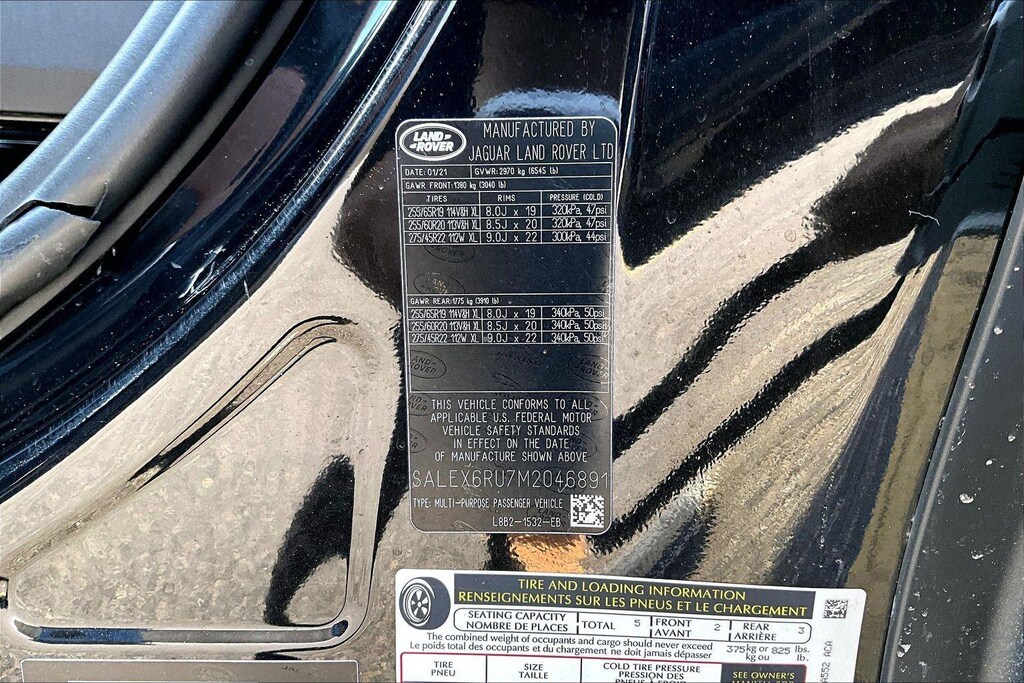 LAND ROVER
MANUFACTURED BY
JAGUAR LAND ROVER LTD
DATE: 01/21 GVWR: 2970 kg (6545 lb)
GAWR FRONT: 1380 kg (3040 lb)
TIRES RIMS PRESSURE (COLD)
255/65R19 114V&H XL 8.0J x 19 320kPa, 47psi
255/60R20 113V&H XL 8.5J x 20 320kPa, 47psi
275/45R22 112W XL 9.0J x 22 300kPa, 44psi
GAWR REAR: 1775 kg (3910 lb)
255/65R19 114V&H XL 8.0J x 19 340kPa, 50psi
255/60R20 113V&H XL 8.5J x 20 340kPa, 50psi
275/45R22 112W XL 9.0J x 22 340kPa, 50psi
THIS VEHICLE CONFORMS TO ALL
APPLICABLE U.S. FEDERAL MOTOR
VEHICLE SAFETY STANDARDS
IN EFFECT ON THE DATE
OF MANUFACTURE SHOWN ABOVE
SALEX6RU7M2046891
TYPE: MULTI-PURPOSE PASSENGER VEHICLE
L8B2-1532-EB
TIRE AND LOADING INFORMATION
RENSEIGNEMENTS SUR LES PNEUS ET LE CHARGEMENT
SEATING CAPACITY
NOMBRE DE PLACES
TOTAL 5
FRONT
AVANT 2
REAR
ARRIÈRE 3
The combined weight of occupants and cargo should never exceed 375 kg or 825 lbs.
Le poids total des occupants et du chargement ne doit jamais dépasser kg ou lb.
TIRE
PNEU
SIZE
TAILLE
COLD TIRE PRESSURE
PRESSION DES
PNEUS À FROID
SEE OWNER'S
4552 ACA